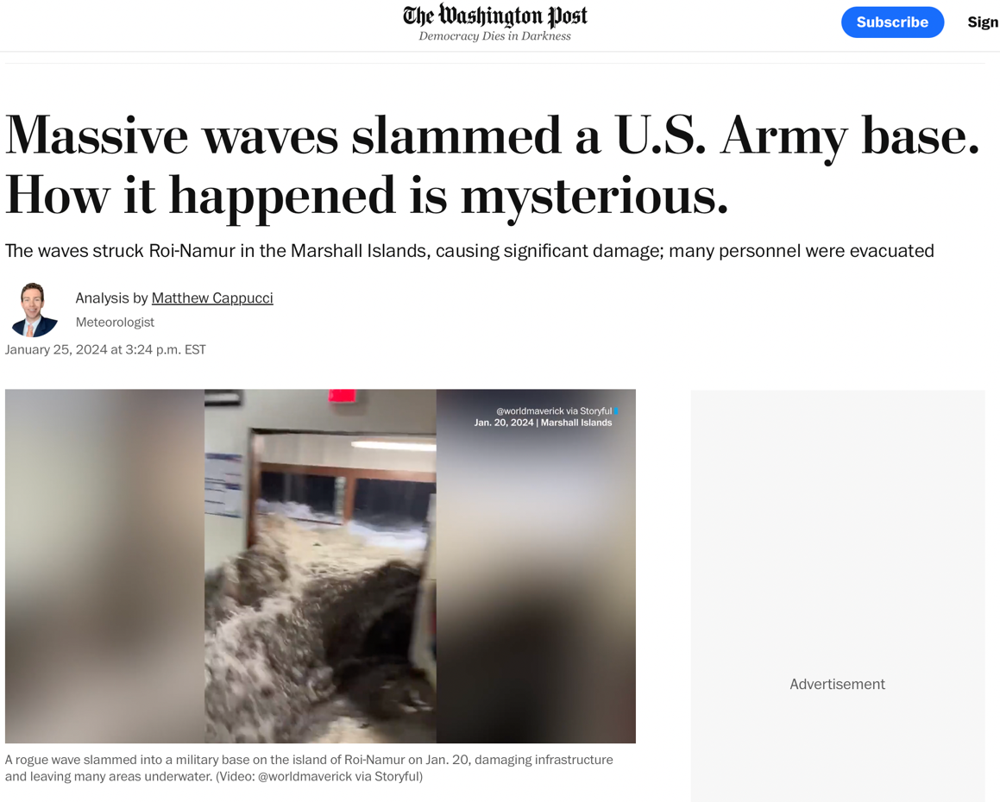 The Washington Post
Democracy Dies in Darkness
Subscribe
Sign
Massive waves slammed a U.S. Army base.
How it happened is mysterious.
The waves struck Roi-Namur in the Marshall Islands, causing significant damage; many personnel were evacuated
Analysis by Matthew Cappucci
Meteorologist
January 25, 2024 at 3:24 p.m. EST
@worldmaverick via Storyful
Jan. 20, 2024 | Marshall Islands
Advertisement
A rogue wave slammed into a military base on the island of Roi-Namur on Jan. 20, damaging infrastructure
and leaving many areas underwater. (Video: @worldmaverick via Storyful)